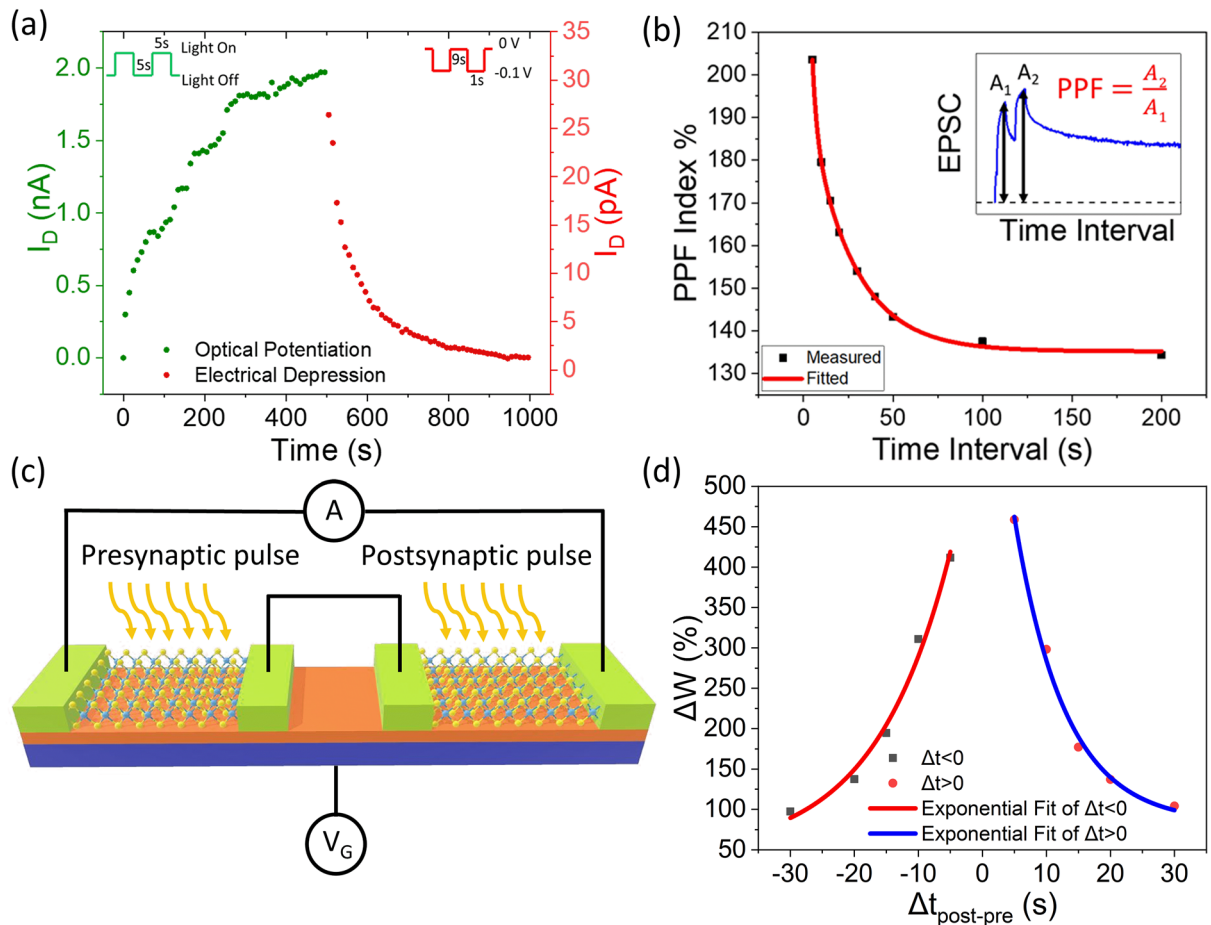 (a)
5s
Light On
5s
Light Off
9s
0 V
1s
-0.1 V
2.0
1.5
1.0
0.5
0.0
I_D (nA)
35
30
25
20
15
10
5
0
I_D (pA)
Optical Potentiation
Electrical Depression
0 200 400 600 800 1000
Time (s)
(b)
210
200
190
180
170
160
150
140
130
PPF Index %
EPSC
A₁ A₂
PPF = A₂/A₁
Time Interval
Measured
Fitted
0 50 100 150 200
Time Interval (s)
(c)
A
Presynaptic pulse
Postsynaptic pulse
V_G
(d)
500
450
400
350
300
250
200
150
100
50
ΔW (%)
Δt<0
Δt>0
Exponential Fit of Δt<0
Exponential Fit of Δt>0
-30 -20 -10 0 10 20 30
Δt_post-pre (s)